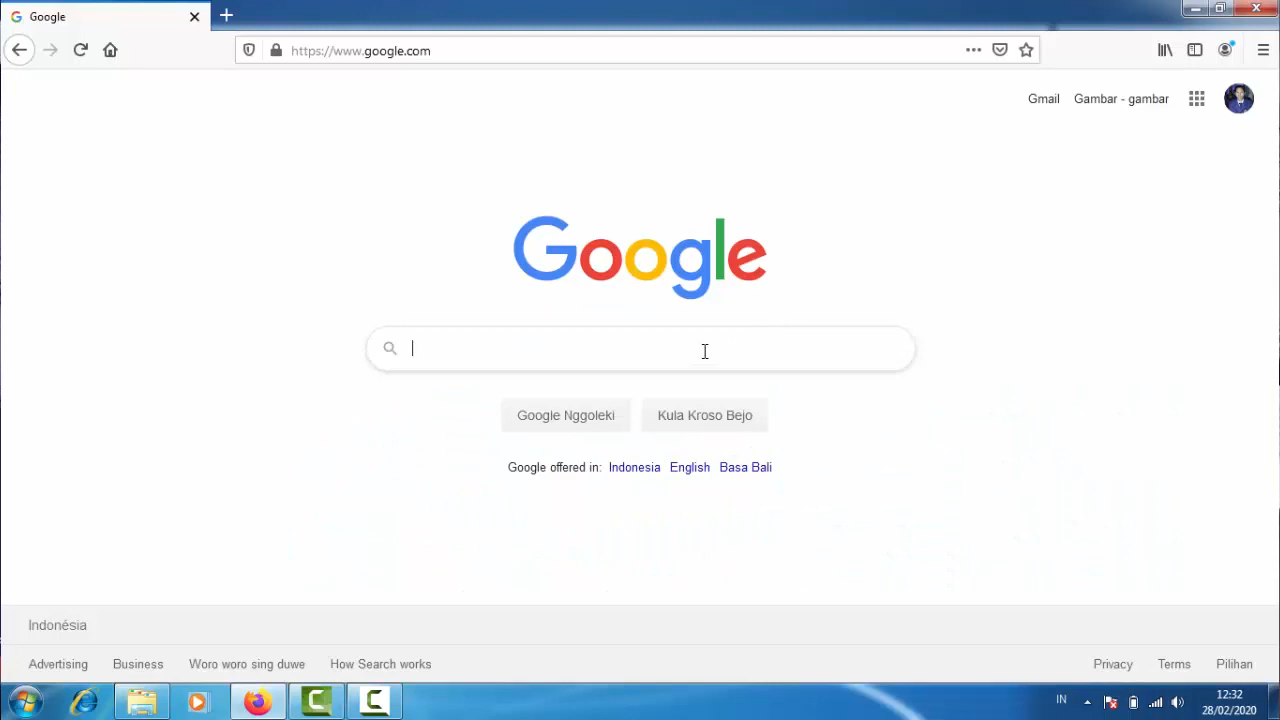 Google
https://www.google.com
Gmail Gambar - gambar
Google
Google Nggoleki Kula Kroso Bejo
Google offered in: Indonesia English Basa Bali
Indonésia
Advertising Business Woro woro sing duwe How Search works Privacy Terms Pilihan
IN 12:32
28/02/2020